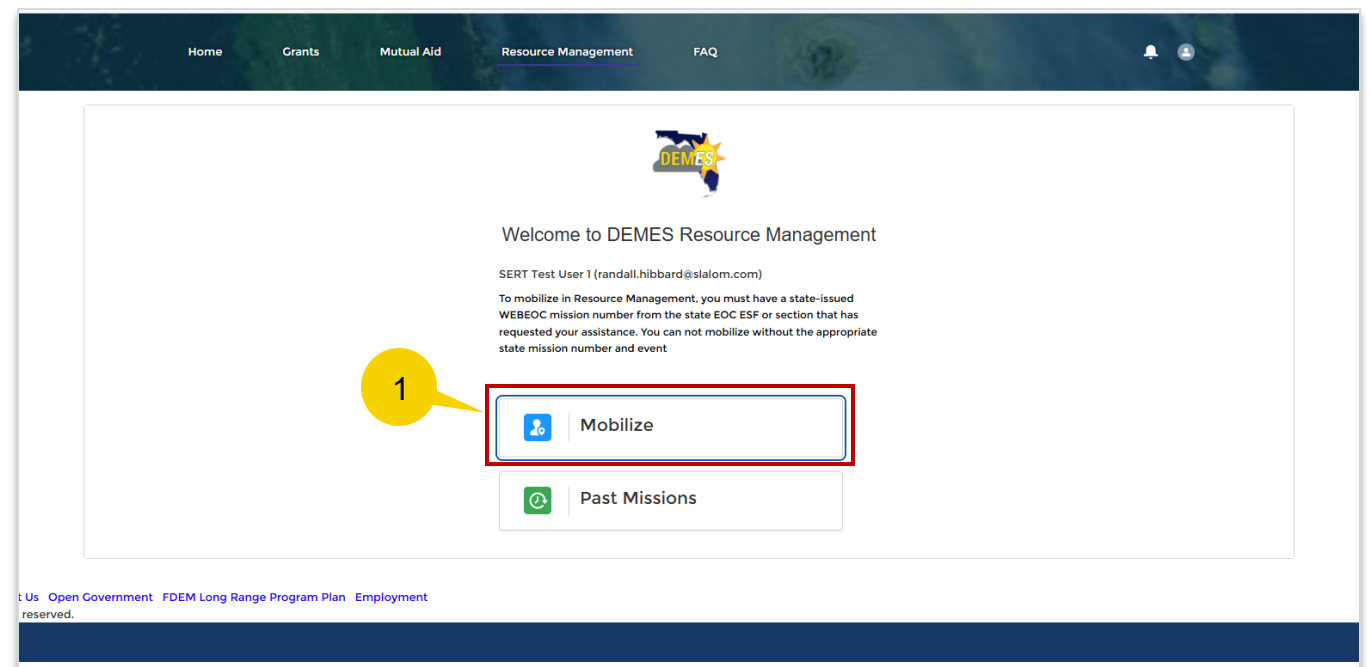 Home Grants Mutual Aid Resource Management FAQ
DEMES
Welcome to DEMES Resource Management
SERT Test User 1 (randall.hibbard@slalom.com)
To mobilize in Resource Management, you must have a state-issued
WEBEOC mission number from the state EOC ESF or section that has
requested your assistance. You can not mobilize without the appropriate
state mission number and event
1
Mobilize
Past Missions
t Us Open Government FDEM Long Range Program Plan Employment
reserved.